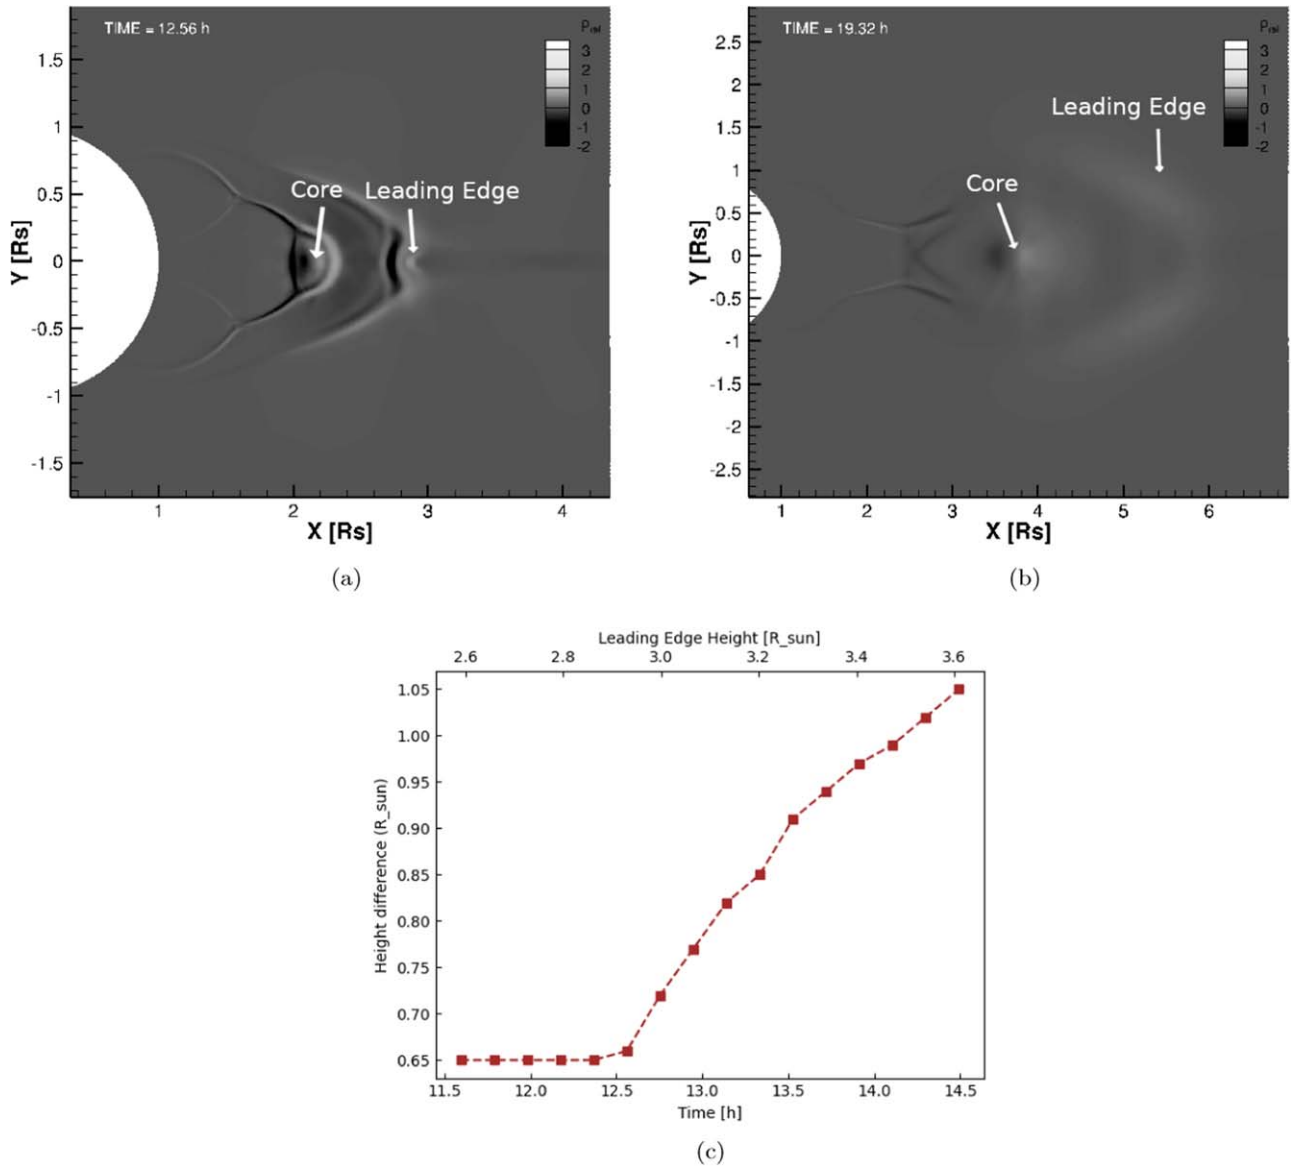 TIME = 12.56 h
ρrel
3
2
1
0
-1
-2
1.5
1
0.5
0
-0.5
-1
-1.5
Y [Rs]
Core
Leading Edge
1 2 3 4
X [Rs]
(a)
TIME = 19.32 h
ρrel
3
2
1
0
-1
-2
2.5
2
1.5
1
0.5
0
-0.5
-1
-1.5
-2
-2.5
Y [Rs]
Leading Edge
Core
1 2 3 4 5 6
X [Rs]
(b)
Leading Edge Height [R_sun]
2.6 2.8 3.0 3.2 3.4 3.6
1.05
1.00
0.95
0.90
0.85
0.80
0.75
0.70
0.65
Height difference (R_sun)
11.5 12.0 12.5 13.0 13.5 14.0 14.5
Time [h]
(c)